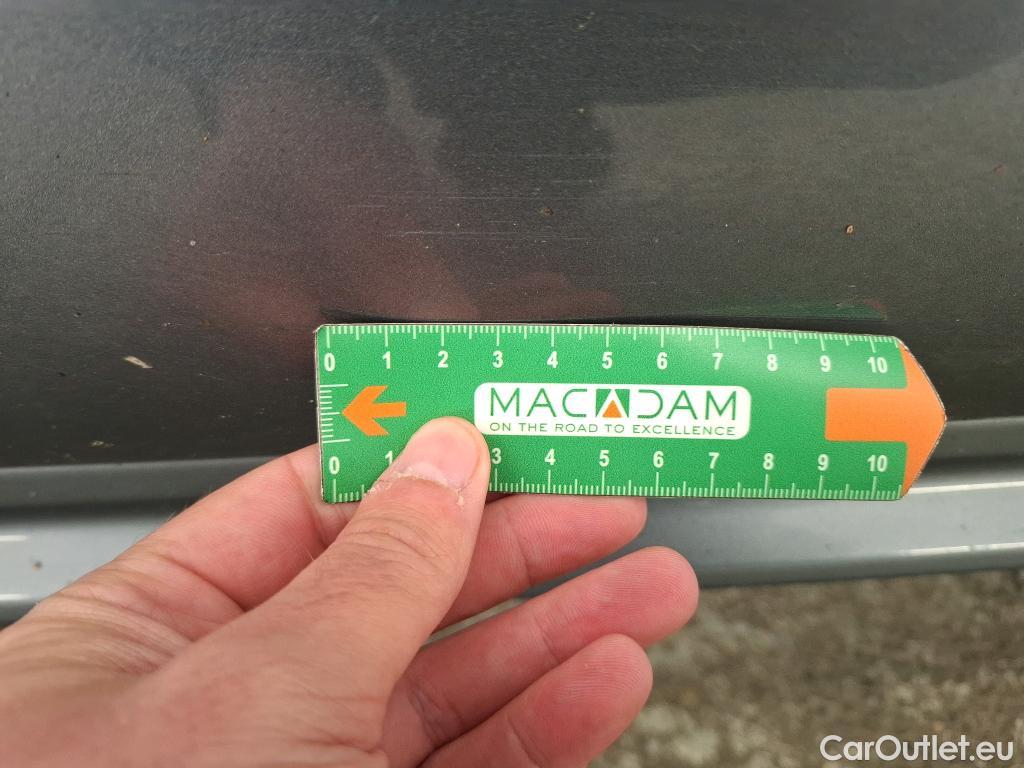 0 1 2 3 4 5 6 7 8 9 10
MACADAM
ON THE ROAD TO EXCELLENCE
0 1 3 4 5 6 7 8 9 10
CarOutlet.eu